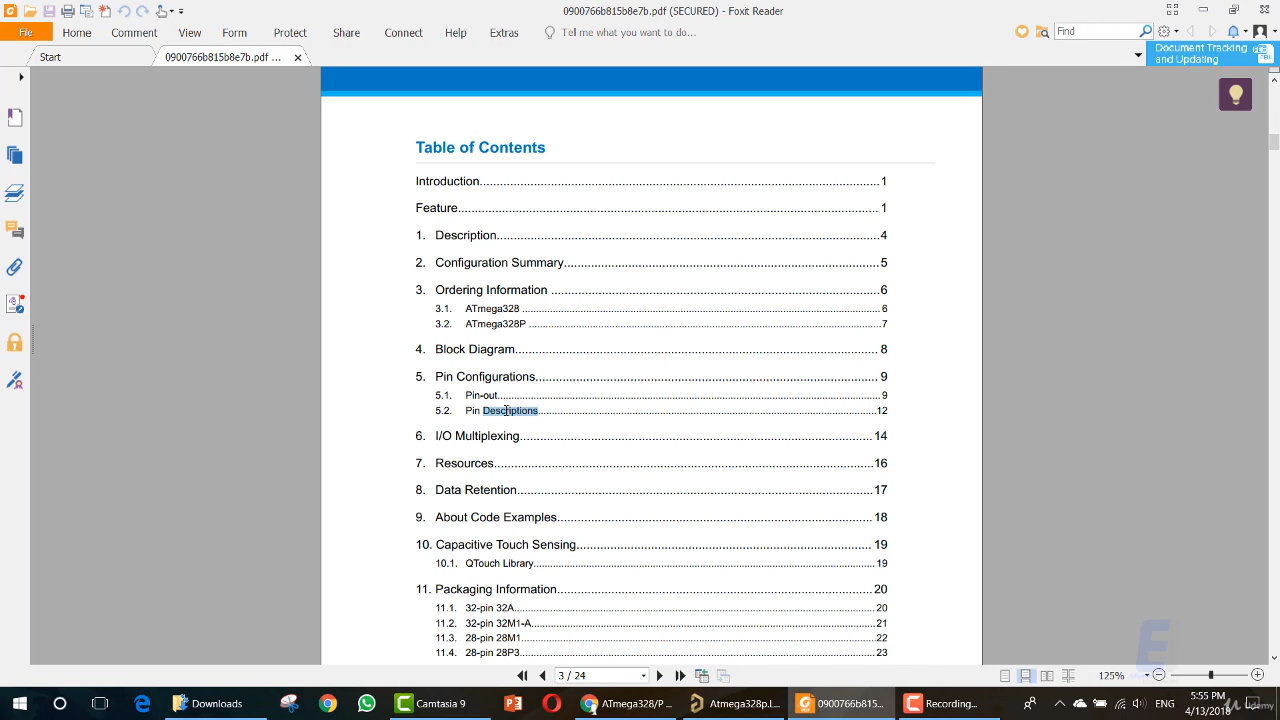 0900766b815b8e7b.pdf (SECURED) - Foxit Reader
File Home Comment View Form Protect Share Connect Help Extras Tell me what you want to do... Find
Start 0900766b815b8e7b.pdf ... Document Tracking and Updating
Table of Contents
Introduction 1
Feature 1
1. Description 4
2. Configuration Summary 5
3. Ordering Information 6
3.1. ATmega328 6
3.2. ATmega328P 7
4. Block Diagram 8
5. Pin Configurations 9
5.1. Pin-out 9
5.2. Pin Descriptions 12
6. I/O Multiplexing 14
7. Resources 16
8. Data Retention 17
9. About Code Examples 18
10. Capacitive Touch Sensing 19
10.1. QTouch Library 19
11. Packaging Information 20
11.1. 32-pin 32A 20
11.2. 32-pin 32M1-A 21
11.3. 28-pin 28M1 22
11.4. 28-pin 28P3 23
3 / 24 125%
Downloads Camtasia 9 ATmega328/P ... Atmega328p.I... 0900766b815... Recording... ENG 5:55 PM
4/13/2018
Udemy